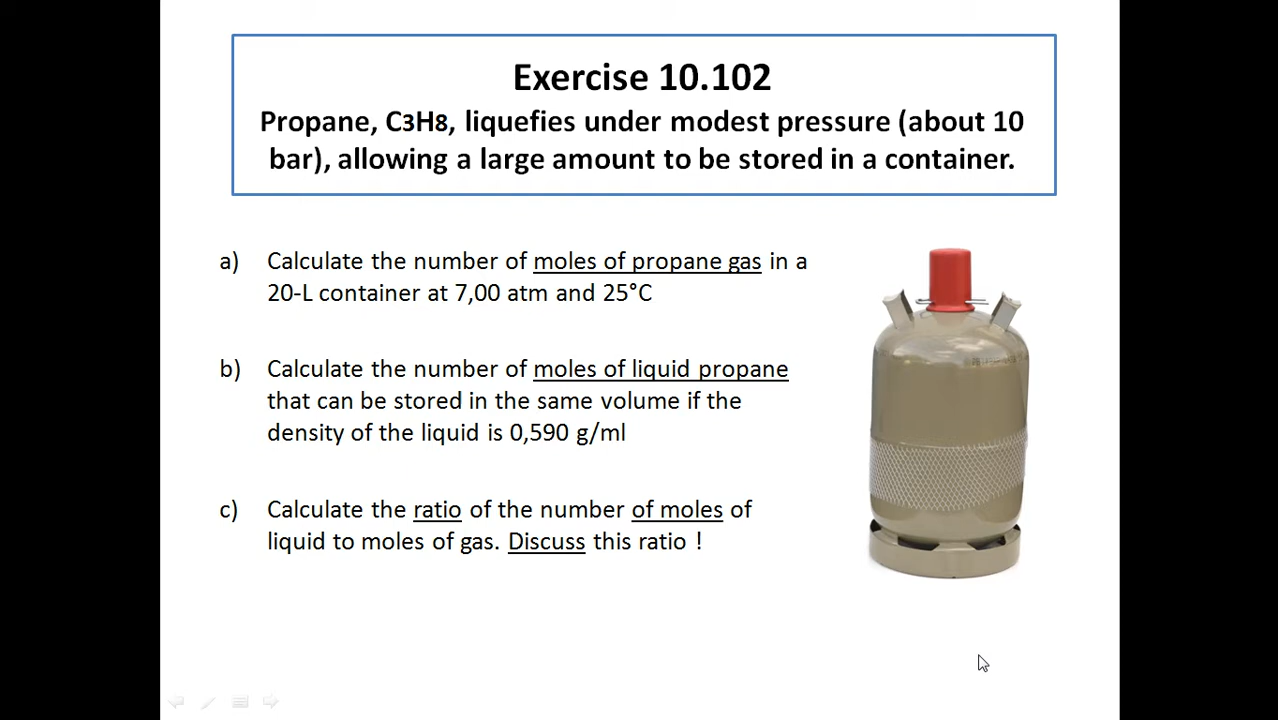 Exercise 10.102
Propane, C3H8, liquefies under modest pressure (about 10
bar), allowing a large amount to be stored in a container.
a) Calculate the number of moles of propane gas in a
20-L container at 7,00 atm and 25°C
b) Calculate the number of moles of liquid propane
that can be stored in the same volume if the
density of the liquid is 0,590 g/ml
c) Calculate the ratio of the number of moles of
liquid to moles of gas. Discuss this ratio !